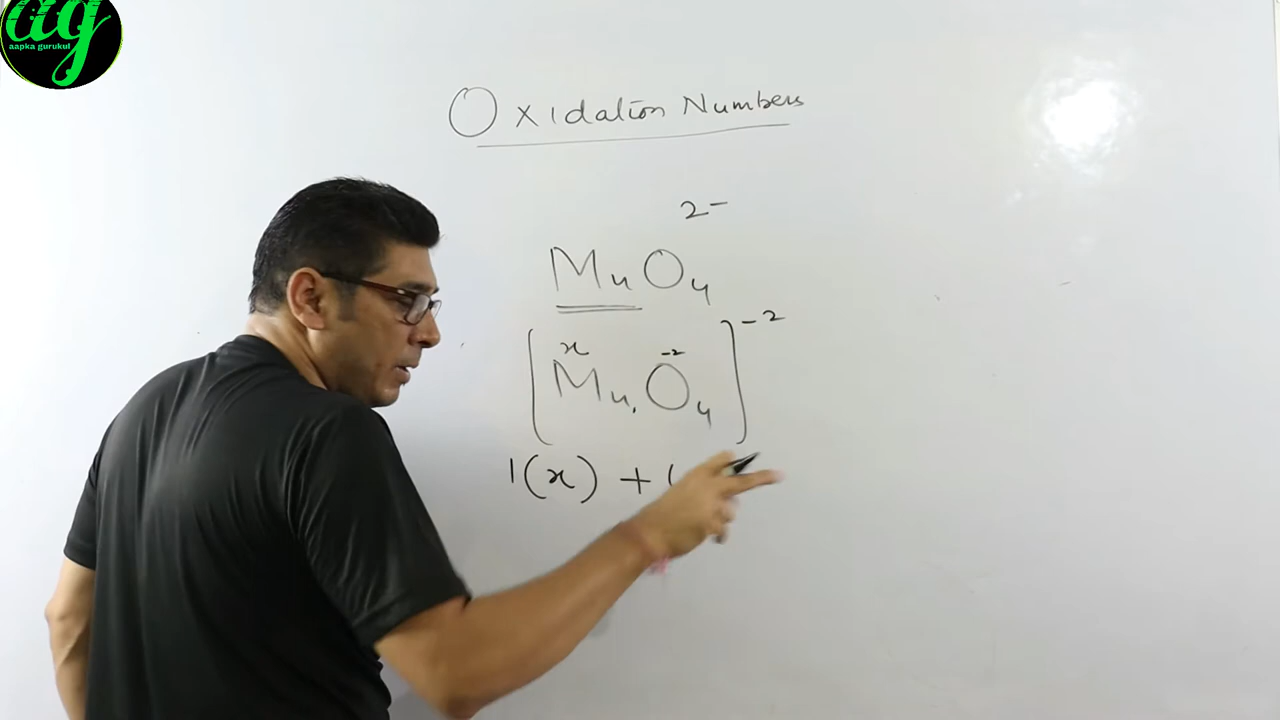 ag
aapka gurukul
Oxidation Numbers
2-
MnO4
[MnO4]-2
x -2
1(x) + (